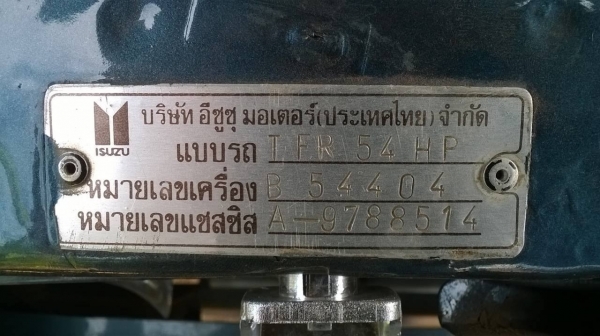 บริษัท อีซูซุ มอเตอร์(ประเทศไทย)จำกัด
ISUZU
แบบรถ TFR 54 HP
หมายเลขเครื่อง B 54404
หมายเลขแชสซิส A-9788514